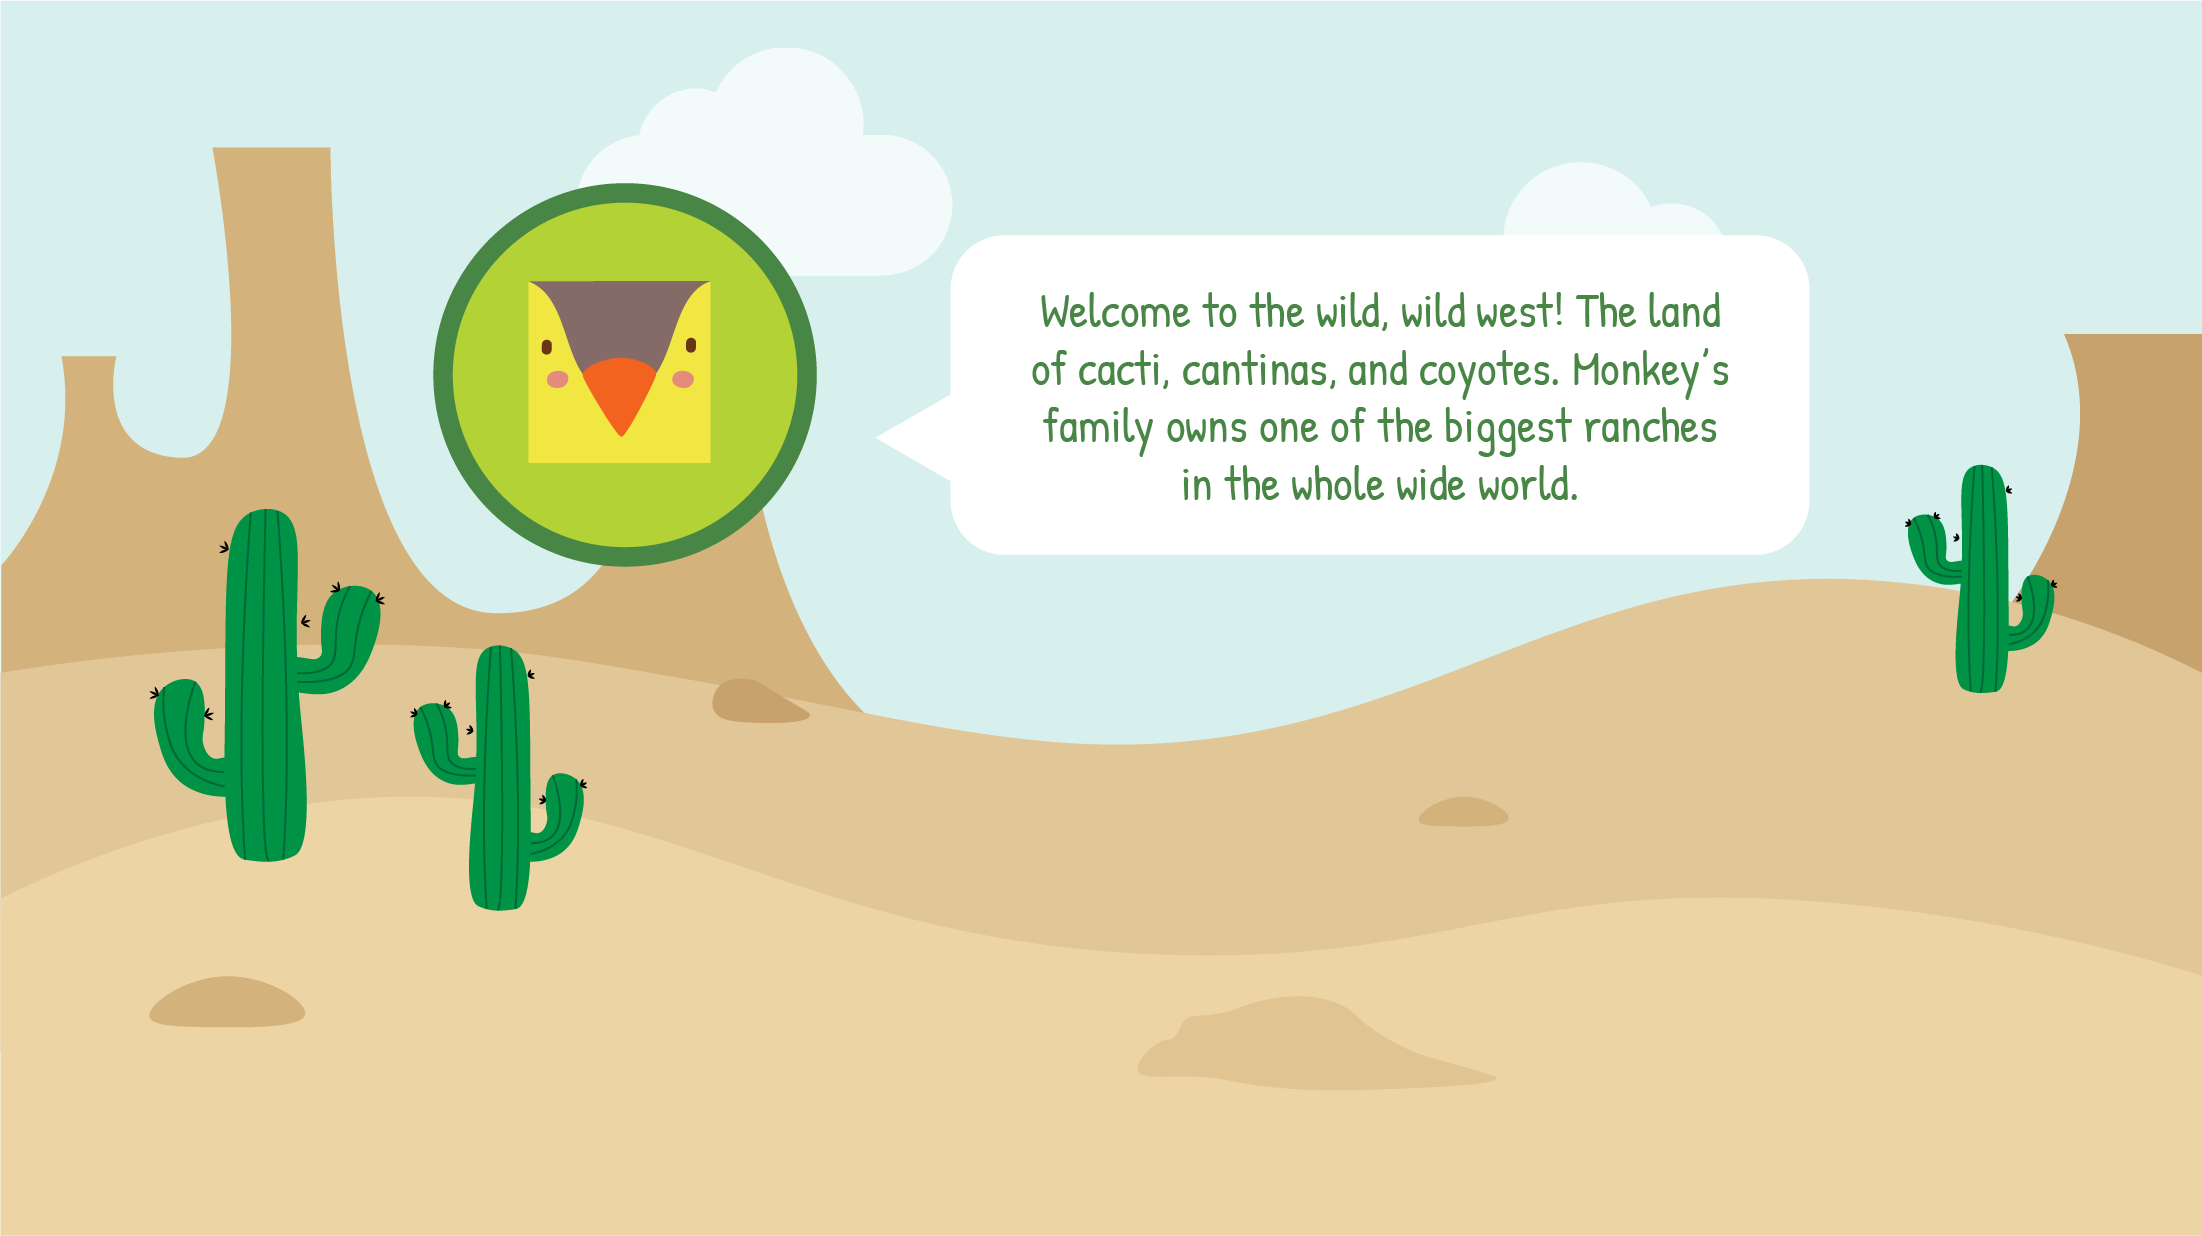 Welcome to the wild, wild west! The land
of cacti, cantinas, and coyotes. Monkey's
family owns one of the biggest ranches
in the whole wide world.